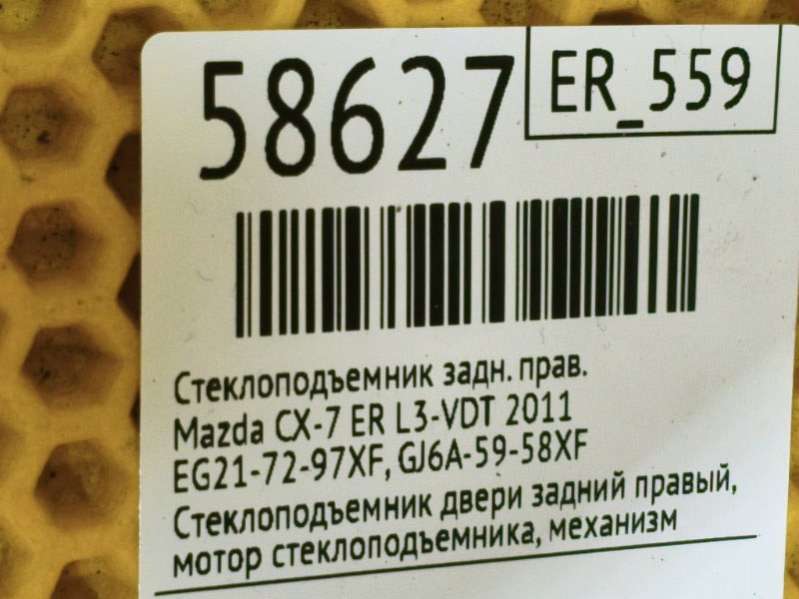 58627
ER_559
Стеклоподъемник задн. прав.
Mazda CX-7 ER L3-VDT 2011
EG21-72-97XF, GJ6A-59-58XF
Стеклоподъемник двери задний правый,
мотор стеклоподъемника, механизм